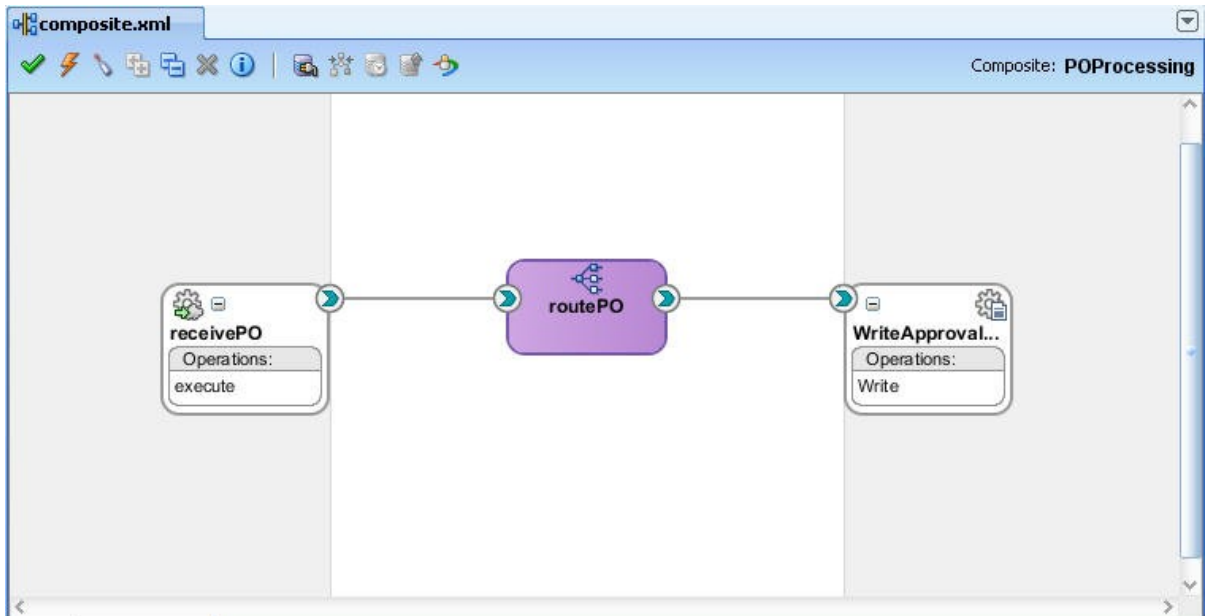 composite.xml
Composite: POProcessing
routePO
receivePO
Operations:
execute
WriteApproval...
Operations:
Write